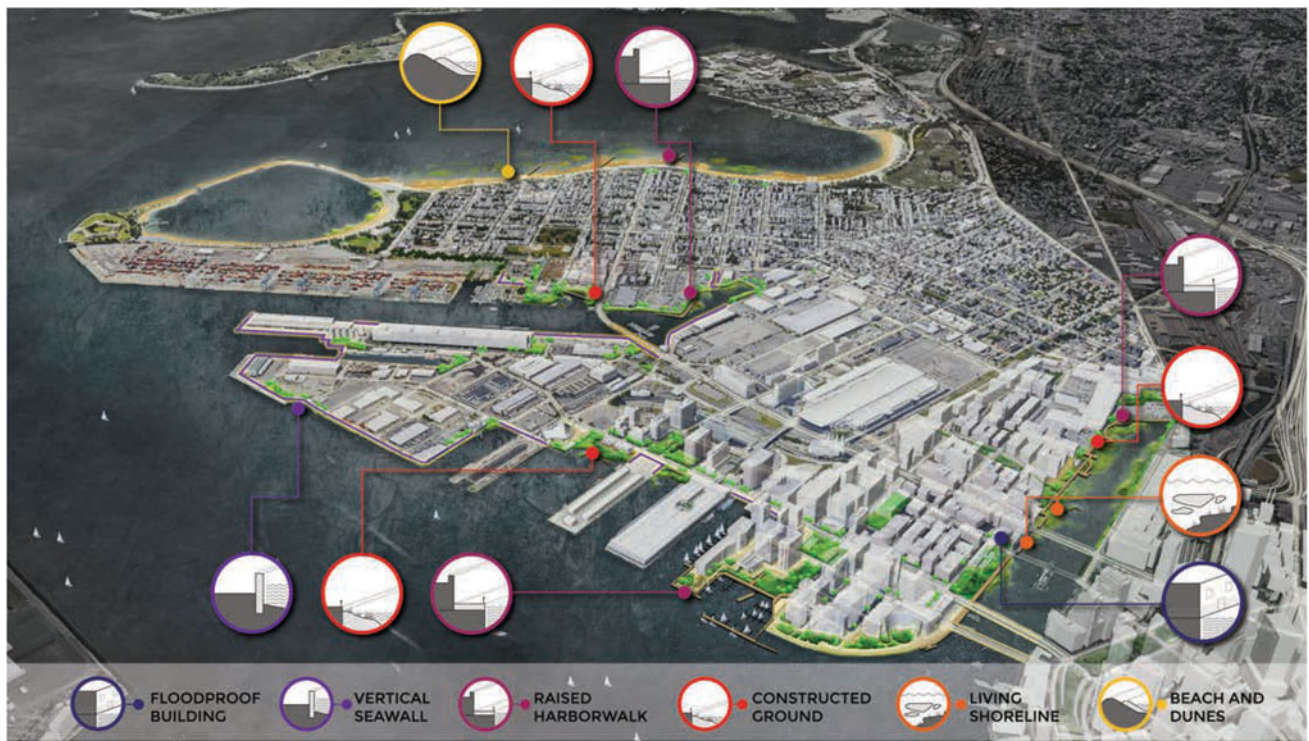 FLOODPROOF
BUILDING
VERTICAL
SEAWALL
RAISED
HARBORWALK
CONSTRUCTED
GROUND
LIVING
SHORELINE
BEACH AND
DUNES